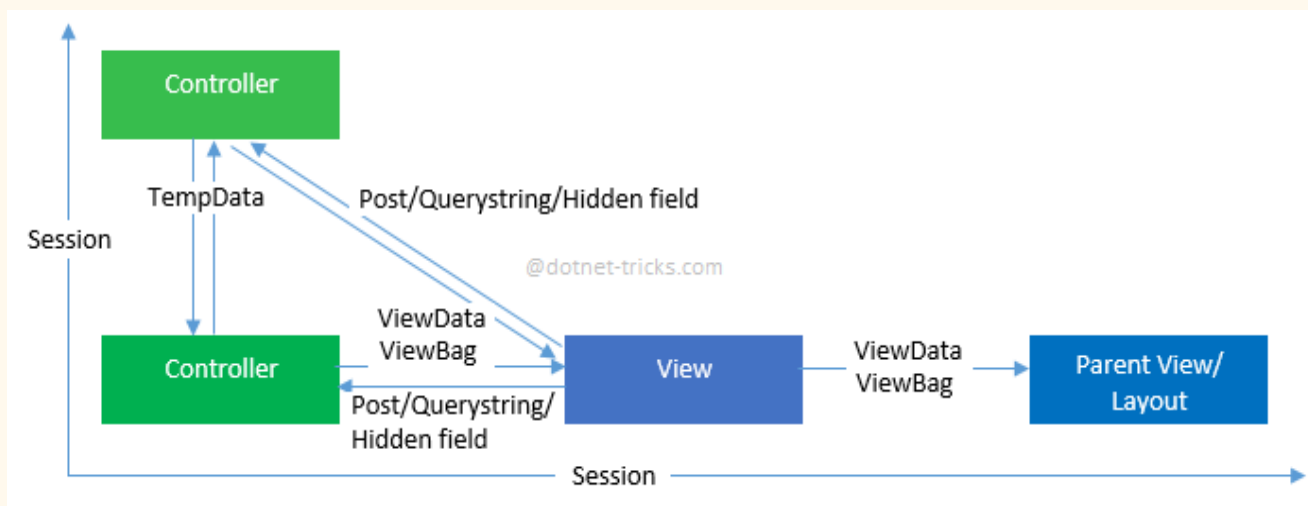 Controller
TempData
Post/Querystring/Hidden field
Session
@dotnet-tricks.com
ViewData
ViewBag
Controller
View
ViewData
ViewBag
Parent View/
Layout
Post/Querystring/
Hidden field
Session